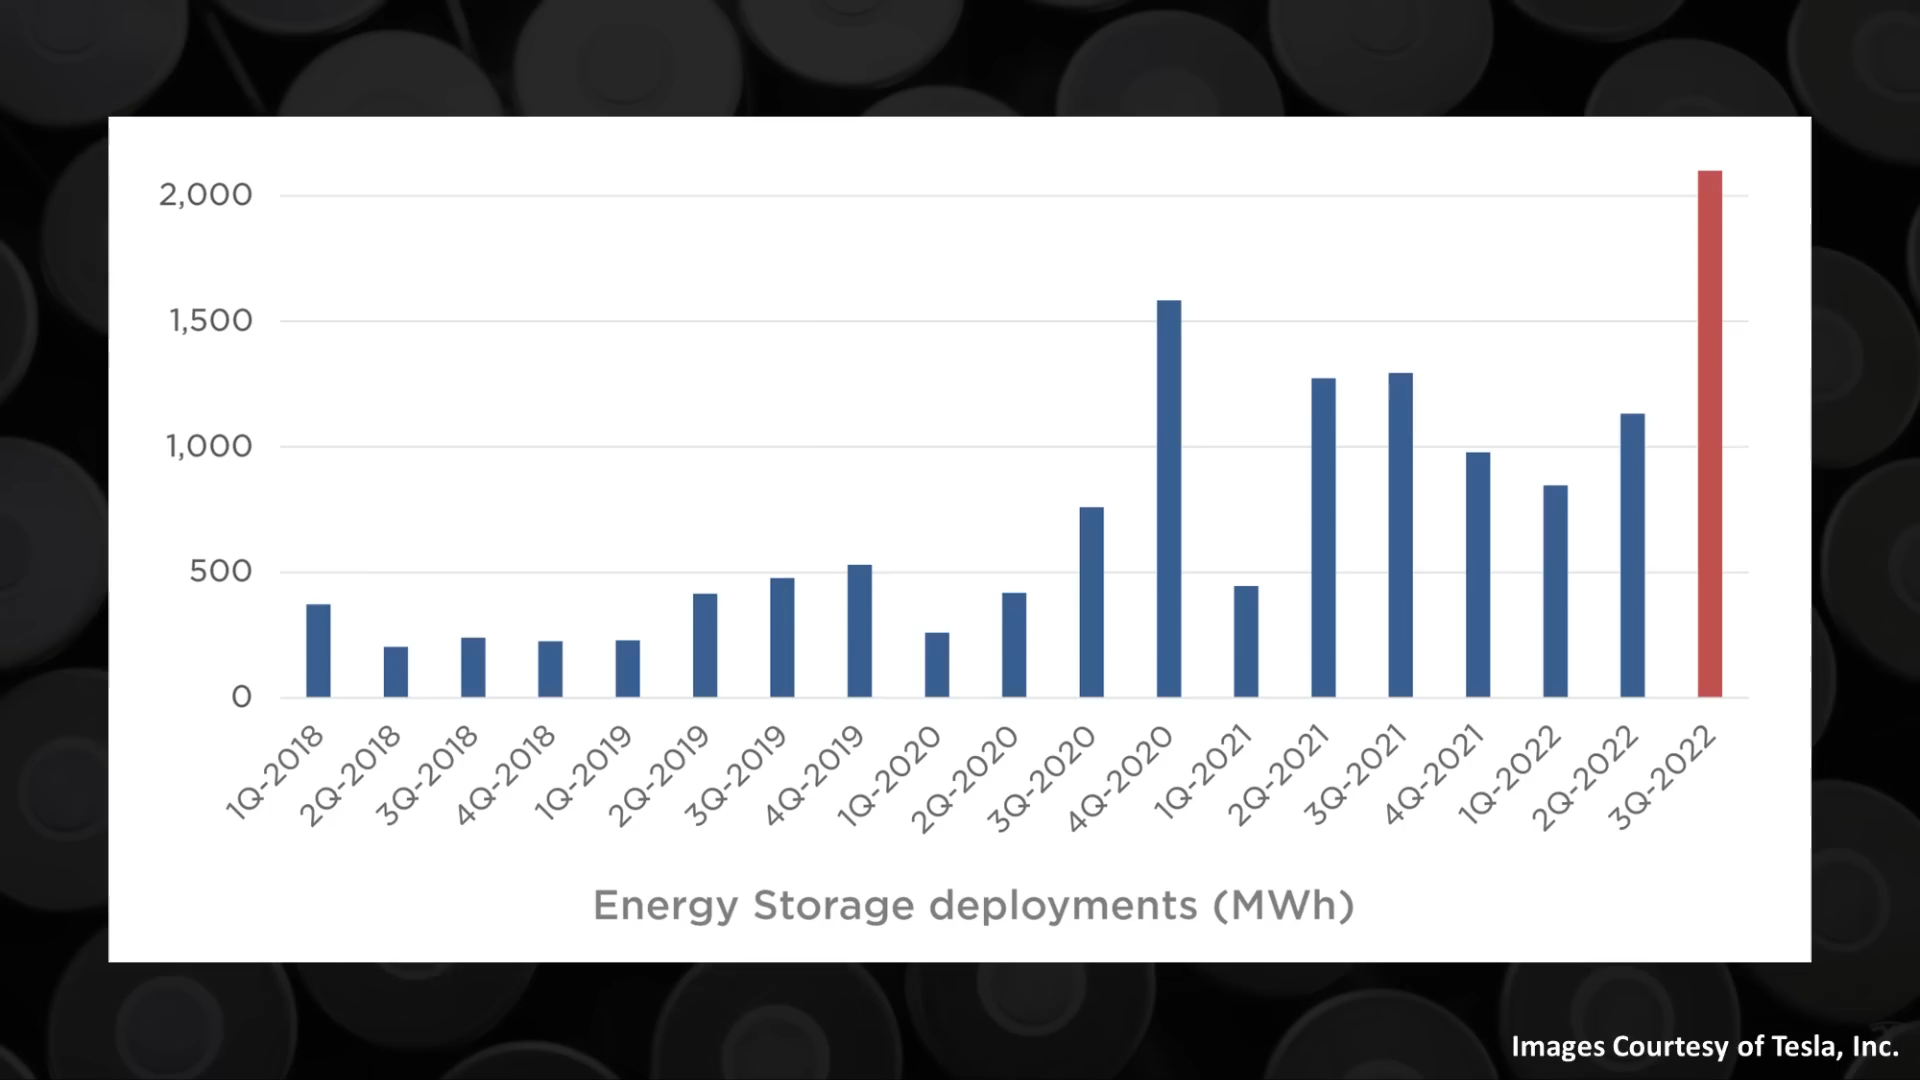 2,000
1,500
1,000
500
0
1Q-2018
2Q-2018
3Q-2018
4Q-2018
1Q-2019
2Q-2019
3Q-2019
4Q-2019
1Q-2020
2Q-2020
3Q-2020
4Q-2020
1Q-2021
2Q-2021
3Q-2021
4Q-2021
1Q-2022
2Q-2022
3Q-2022
Energy Storage deployments (MWh)
Images Courtesy of Tesla, Inc.